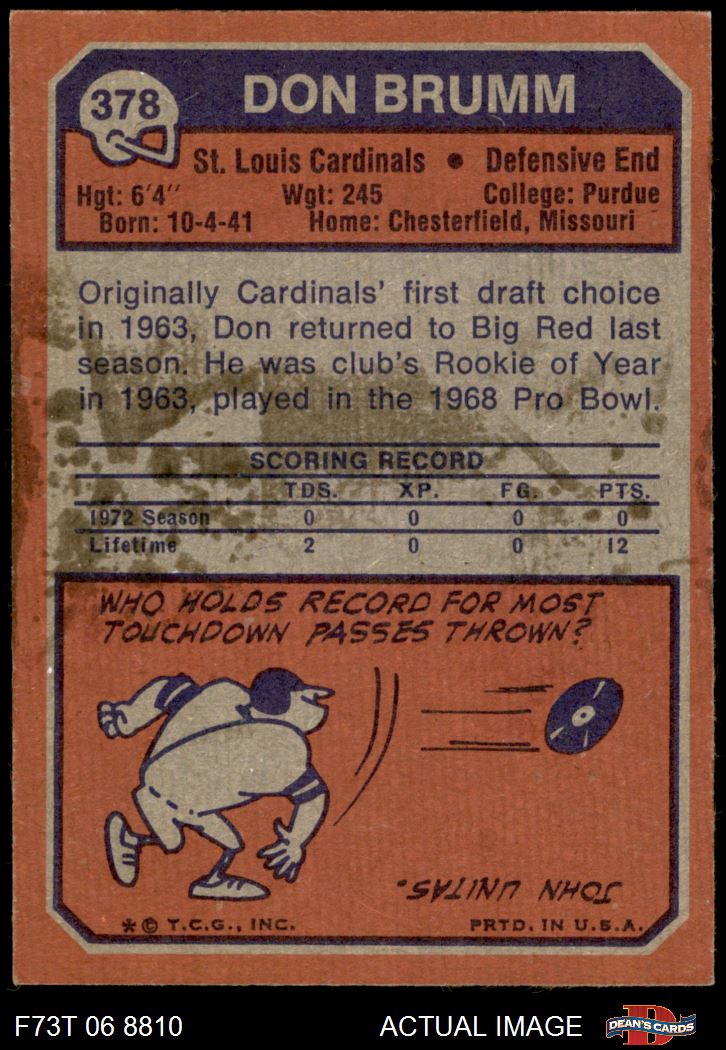 378
DON BRUMM
St. Louis Cardinals • Defensive End
Hgt: 6'4" Wgt: 245 College: Purdue
Born: 10-4-41 Home: Chesterfield, Missouri
Originally Cardinals' first draft choice
in 1963, Don returned to Big Red last
season. He was club's Rookie of Year
in 1963, played in the 1968 Pro Bowl.
SCORING RECORD
TDS. XP. FG. PTS.
1972 Season 0 0 0 0
Lifetime 2 0 0 12
WHO HOLDS RECORD FOR MOST
TOUCHDOWN PASSES THROWN?
JOHN UNITAS.
* © T.C.G., INC. PRTD. IN U.S.A.
F73T 06 8810 ACTUAL IMAGE D DEAN'S CARDS